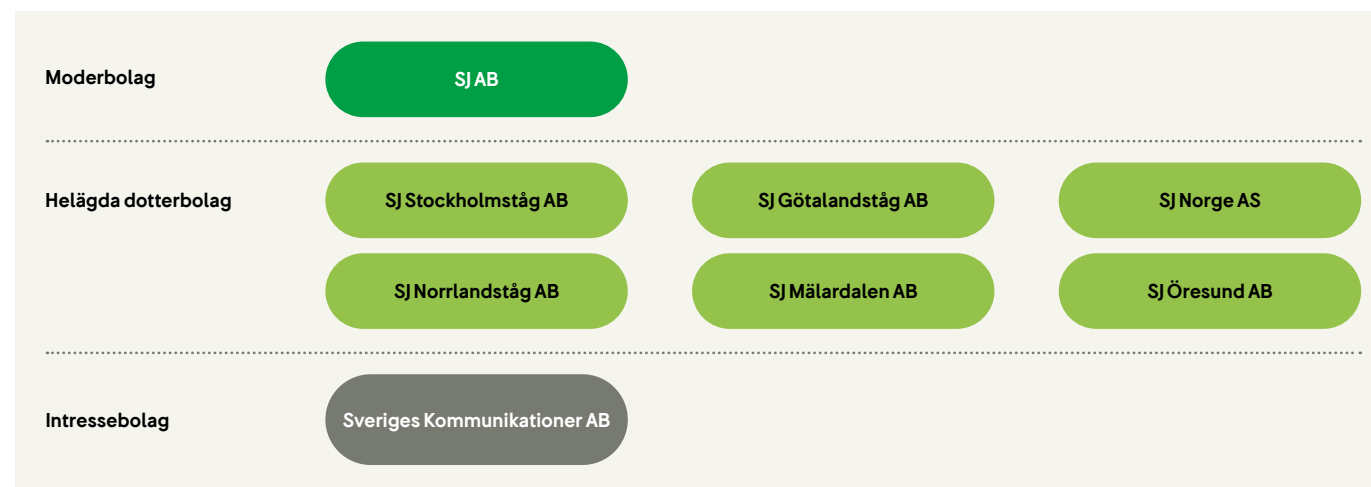 Moderbolag
SJ AB
Helägda dotterbolag
SJ Stockholmståg AB
SJ Götalandståg AB
SJ Norge AS
SJ Norrlandståg AB
SJ Mälardalen AB
SJ Öresund AB
Intressebolag
Sveriges Kommunikationer AB